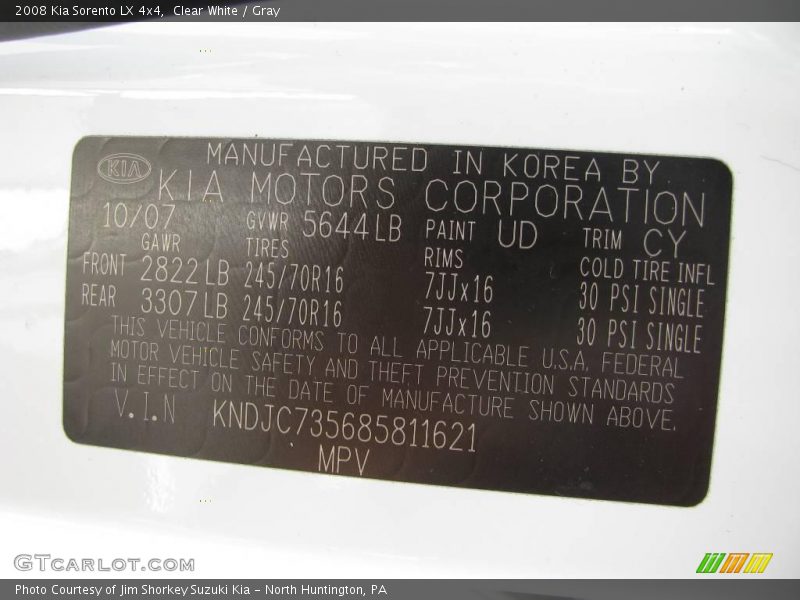 2008 Kia Sorento LX 4x4, Clear White / Gray
KIA
MANUFACTURED IN KOREA BY
KIA MOTORS CORPORATION
10/07 GVWR 5644LB PAINT UD TRIM CY
GAWR TIRES RIMS COLD TIRE INFL
FRONT 2822LB 245/70R16 7JJx16 30 PSI SINGLE
REAR 3307LB 245/70R16 7JJx16 30 PSI SINGLE
THIS VEHICLE CONFORMS TO ALL APPLICABLE U.S.A. FEDERAL
MOTOR VEHICLE SAFETY AND THEFT PREVENTION STANDARDS
IN EFFECT ON THE DATE OF MANUFACTURE SHOWN ABOVE.
V.I.N KNDJC735685811621
MPV
GTCARLOT.COM
Photo Courtesy of Jim Shorkey Suzuki Kia - North Huntington, PA